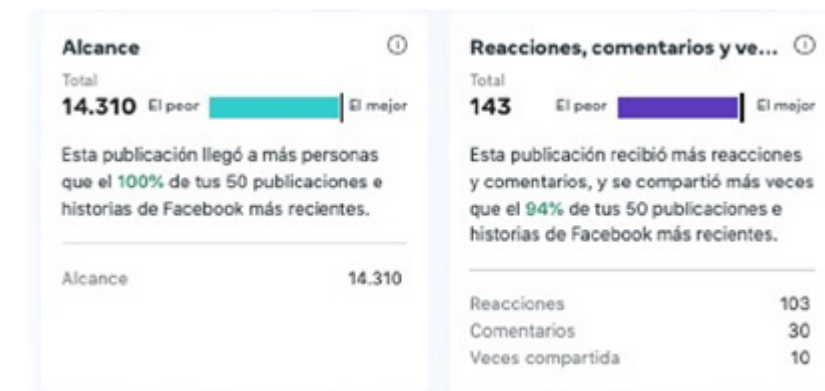 Alcance
Total
14.310 El peor El mejor
Esta publicación llegó a más personas
que el 100% de tus 50 publicaciones e
historias de Facebook más recientes.
Alcance 14.310
Reacciones, comentarios y ve...
Total
143 El peor El mejor
Esta publicación recibió más reacciones
y comentarios, y se compartió más veces
que el 94% de tus 50 publicaciones e
historias de Facebook más recientes.
Reacciones 103
Comentarios 30
Veces compartida 10